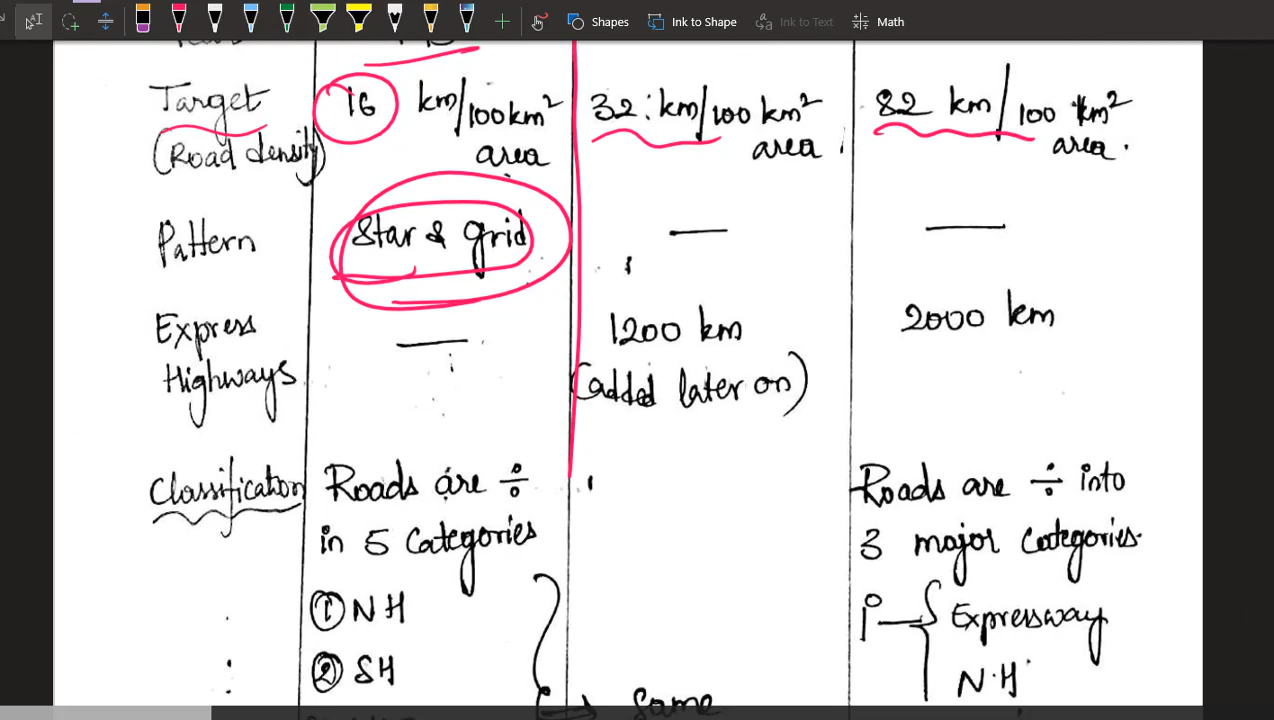 Shapes Ink to Shape Ink to Text Math
Target 16 km/100km² 32 km/100 km² 82 km/100 km²
(Road density) area area area.
Pattern Star & grid — —
Express — 1200 km 2000 km
Highways (added later on)
Classification Roads are ÷ Roads are ÷ into
in 5 categories 3 major categories.
① NH i — { Expressway
② SH N.H
same